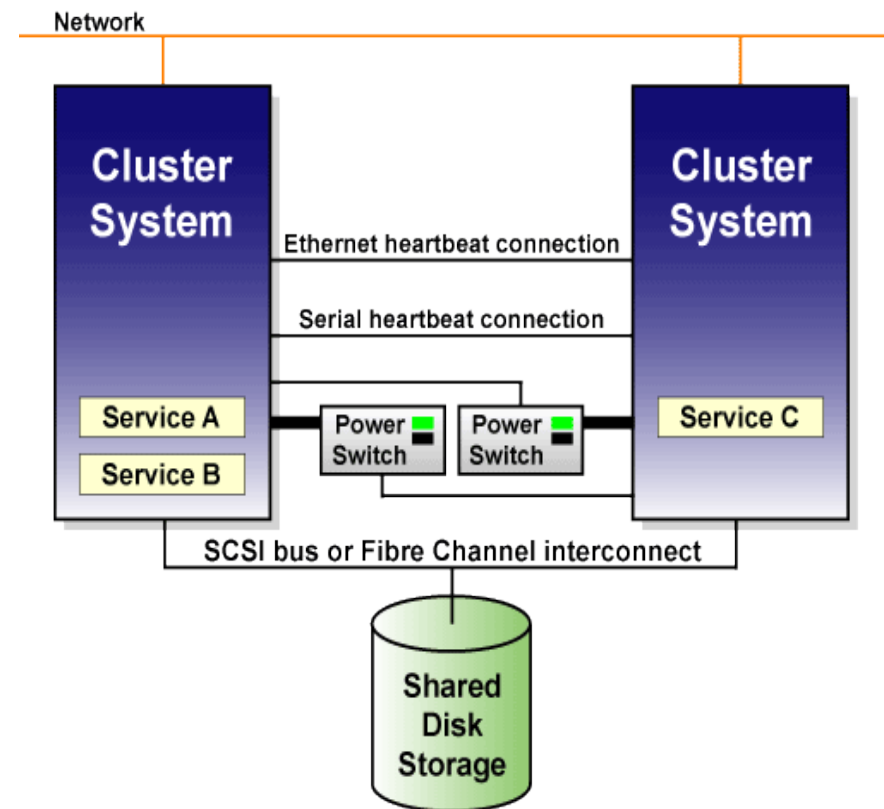 Network
Cluster
System
Cluster
System
Ethernet heartbeat connection
Serial heartbeat connection
Service A
Service B
Power
Switch
Power
Switch
Service C
SCSI bus or Fibre Channel interconnect
Shared
Disk
Storage